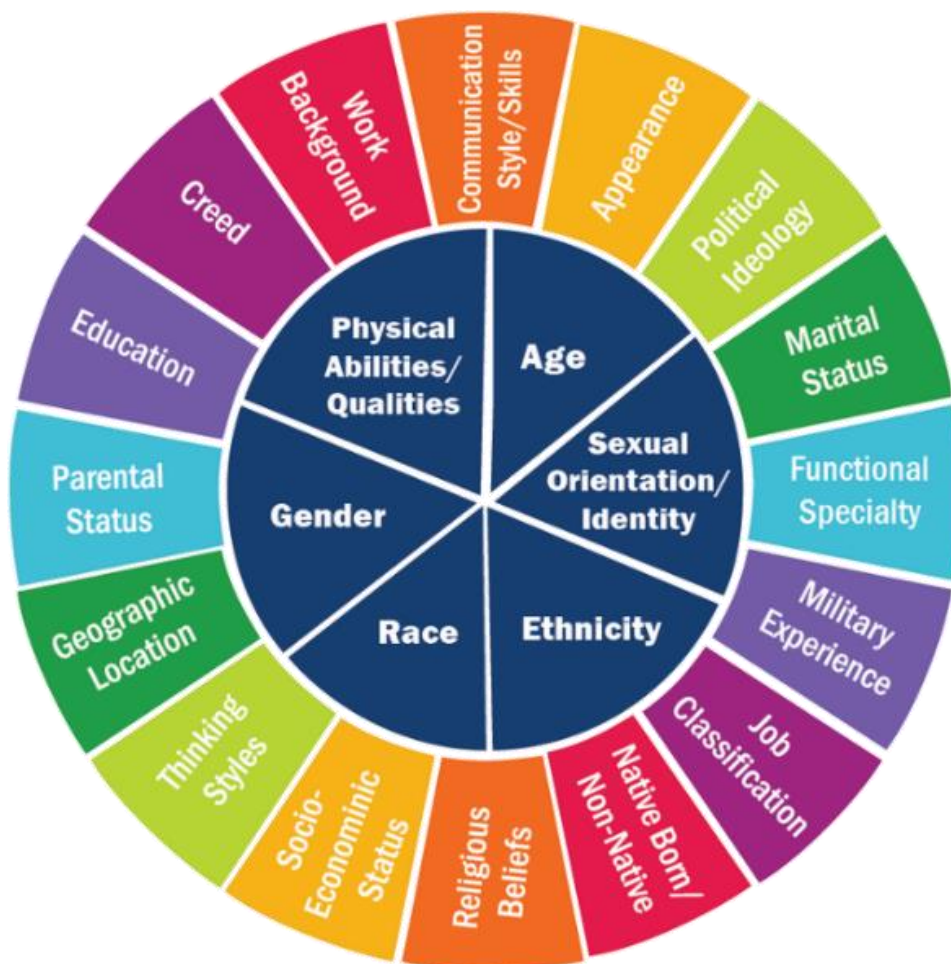 Communication
Style/Skills
Appearance
Political
Ideology
Marital
Status
Functional
Specialty
Military
Experience
Job
Classification
Native Born/
Non-Native
Religious
Beliefs
Socio-
Econominic
Status
Thinking
Styles
Geographic
Location
Parental
Status
Education
Creed
Work
Background
Physical
Abilities/
Qualities
Age
Sexual
Orientation/
Identity
Ethnicity
Race
Gender